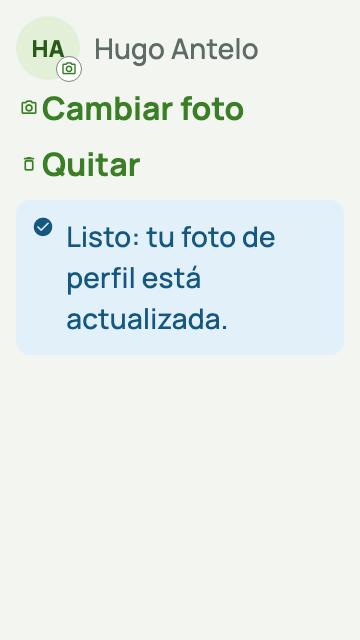 HA
Hugo Antelo
Cambiar foto
Quitar
Listo: tu foto de
perfil está
actualizada.